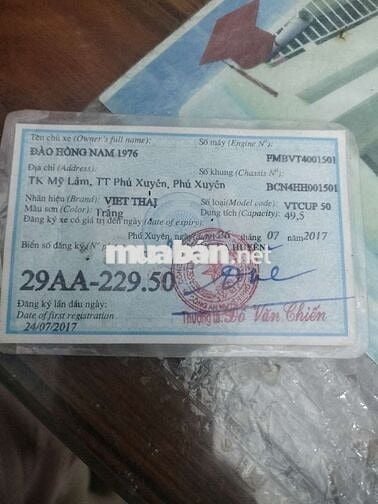 Tên chủ xe (Owner's full name): Số máy (Engine Nº)
ĐÀO HỒNG NAM 1976 FMBVT4001501
Địa chỉ (Address): Số khung (Chassis Nº)
TK Mỹ Lâm, TT Phú Xuyên, Phú Xuyên BCN4HH001501
Nhãn hiệu (Brand): VIET THAI Số loại(Model code): VTCUP 50
Màu sơn (Color): Trắng Dung tích (Capacity): 49,5
Đăng ký xe có giá trị đến ngày (date of expiry)
Phú Xuyên, ngày 26 07 năm 2017
Biển số đăng ký( Nº HUYỆN
muaban.net
29AA-229.50
Đăng ký lần đầu ngày:
Date of first registration
24/07/2017
Thượng tá Đỗ Văn Chiến